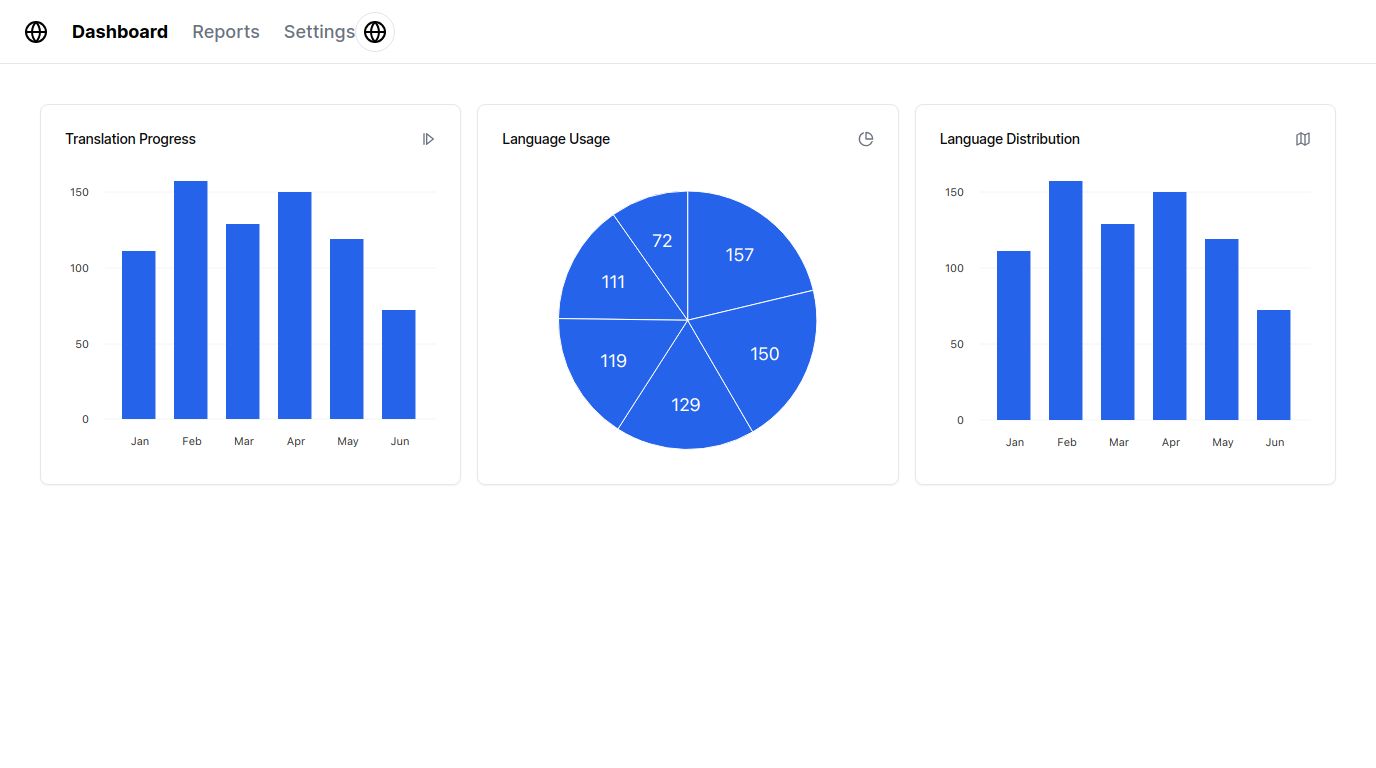 Dashboard Reports Settings
Translation Progress
150
100
50
0
Jan Feb Mar Apr May Jun
Language Usage
72
157
111
150
119
129
Language Distribution
150
100
50
0
Jan Feb Mar Apr May Jun